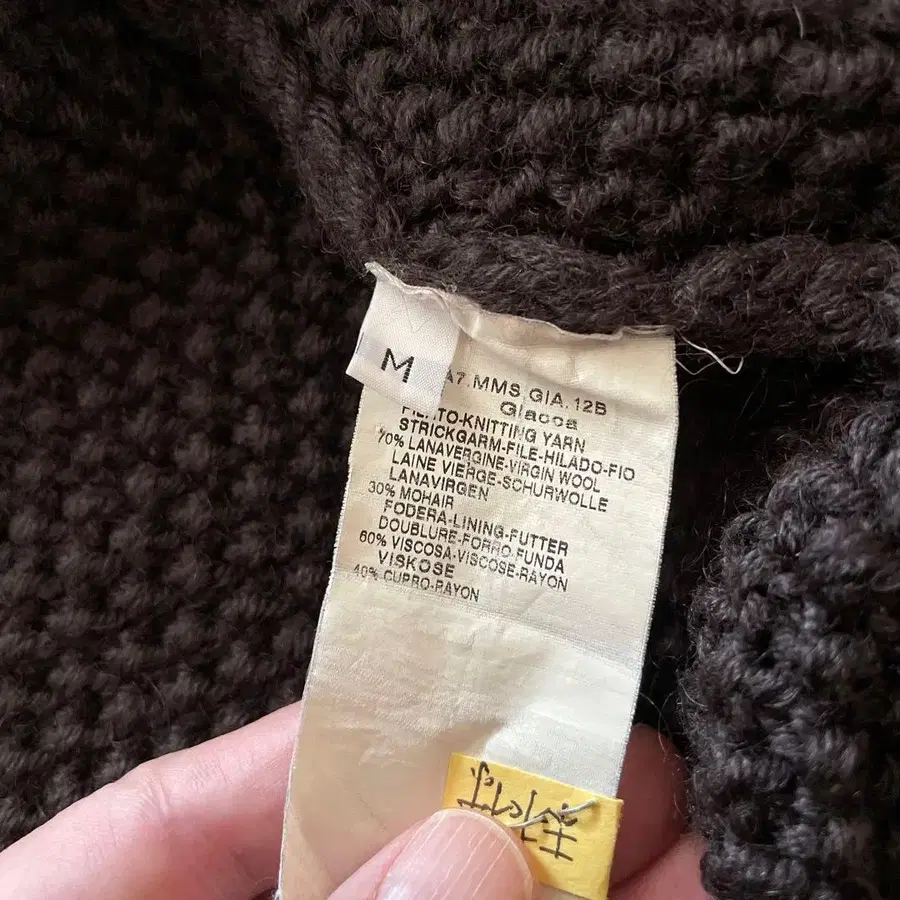 M
A7.MMS GIA.12B
Giacca
FILATO-KNITTING YARN
STRICKGARM-FILE-HILADO-FIO
70% LANAVERGINE-VIRGIN WOOL
LAINE VIERGE-SCHURWOLLE
LANAVIRGEN
30% MOHAIR
FODERA-LINING-FUTTER
DOUBLURE-FORRO-FUNDA
60% VISCOSA-VISCOSE-RAYON
VISKOSE
40% CUPRO-RAYON